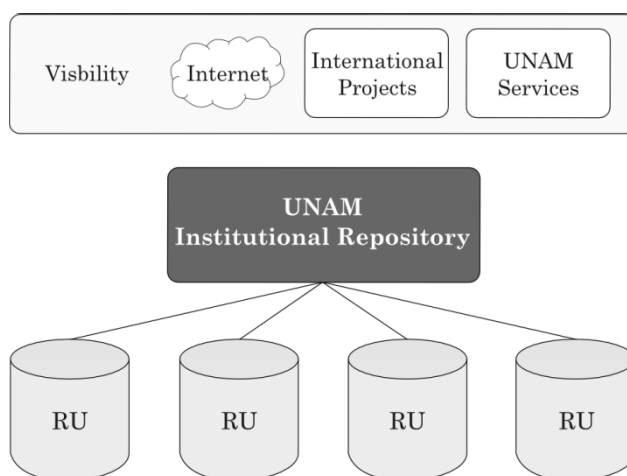 Visbility
Internet
International
Projects
UNAM
Services
UNAM
Institutional Repository
RU
RU
RU
RU